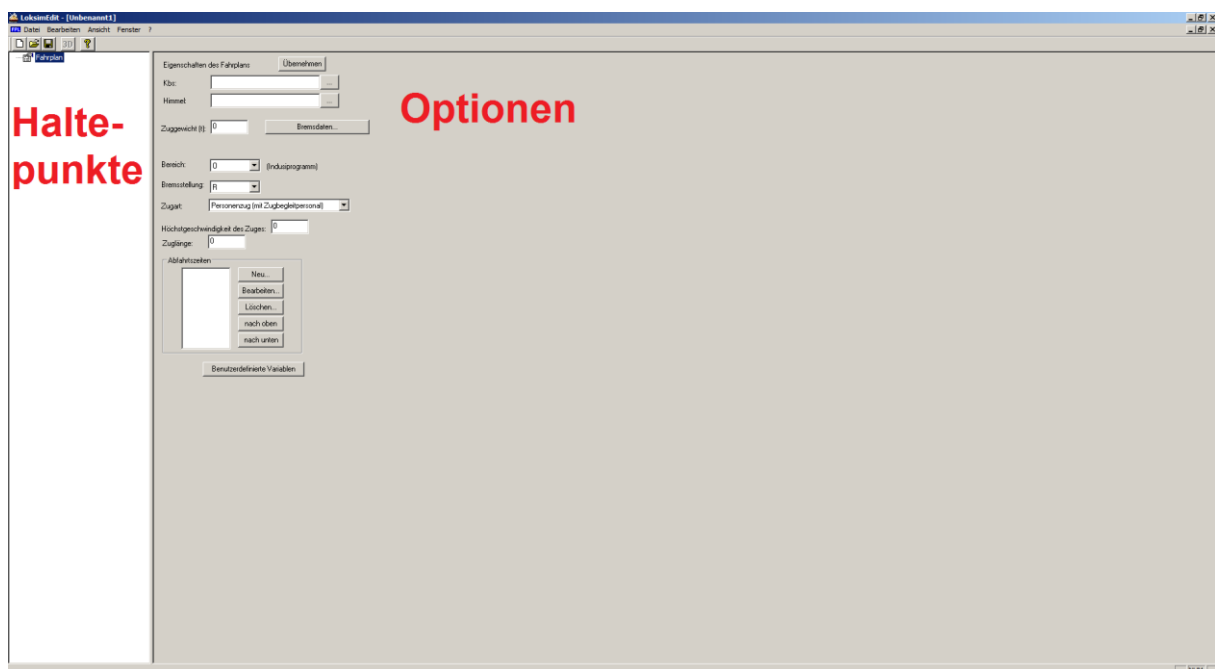 LoksimEdit - [Unbenannt1]
Datei Bearbeiten Ansicht Fenster ?
3D ?
Fahrplan
Eigenschaften des Fahrplans Übernehmen
Kbs: ...
Himmel: ...
Zuggewicht (t): 0 Bremsdaten...
Bereich: 0 (Indusiprogramm)
Bremsstellung: R
Zugart: Personenzug (mit Zugbegleitpersonal)
Höchstgeschwindigkeit des Zuges: 0
Zuglänge: 0
Abfahrtszeiten
Neu...
Bearbeiten...
Löschen...
nach oben
nach unten
Benutzerdefinierte Variablen
Halte-
punkte
Optionen